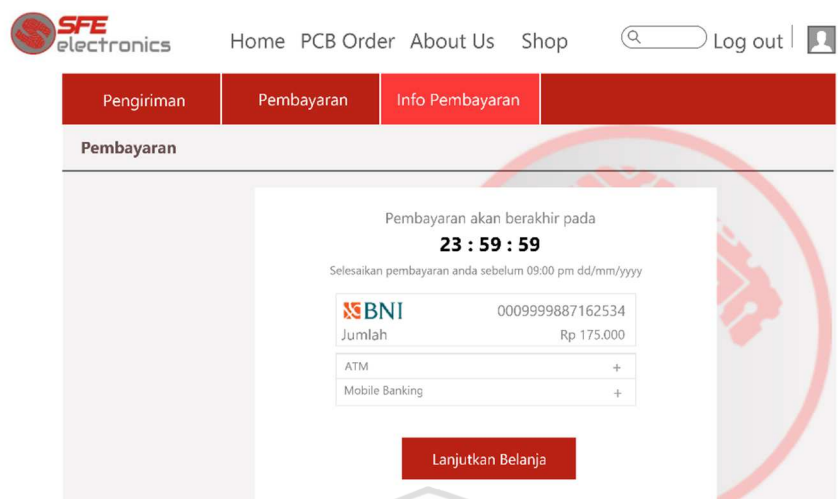 SFE
electronics
Home PCB Order About Us Shop Log out
Pengiriman Pembayaran Info Pembayaran
Pembayaran
Pembayaran akan berakhir pada
23 : 59 : 59
Selesaikan pembayaran anda sebelum 09:00 pm dd/mm/yyyy
BNI 0009999887162534
Jumlah Rp 175.000
ATM +
Mobile Banking +
Lanjutkan Belanja